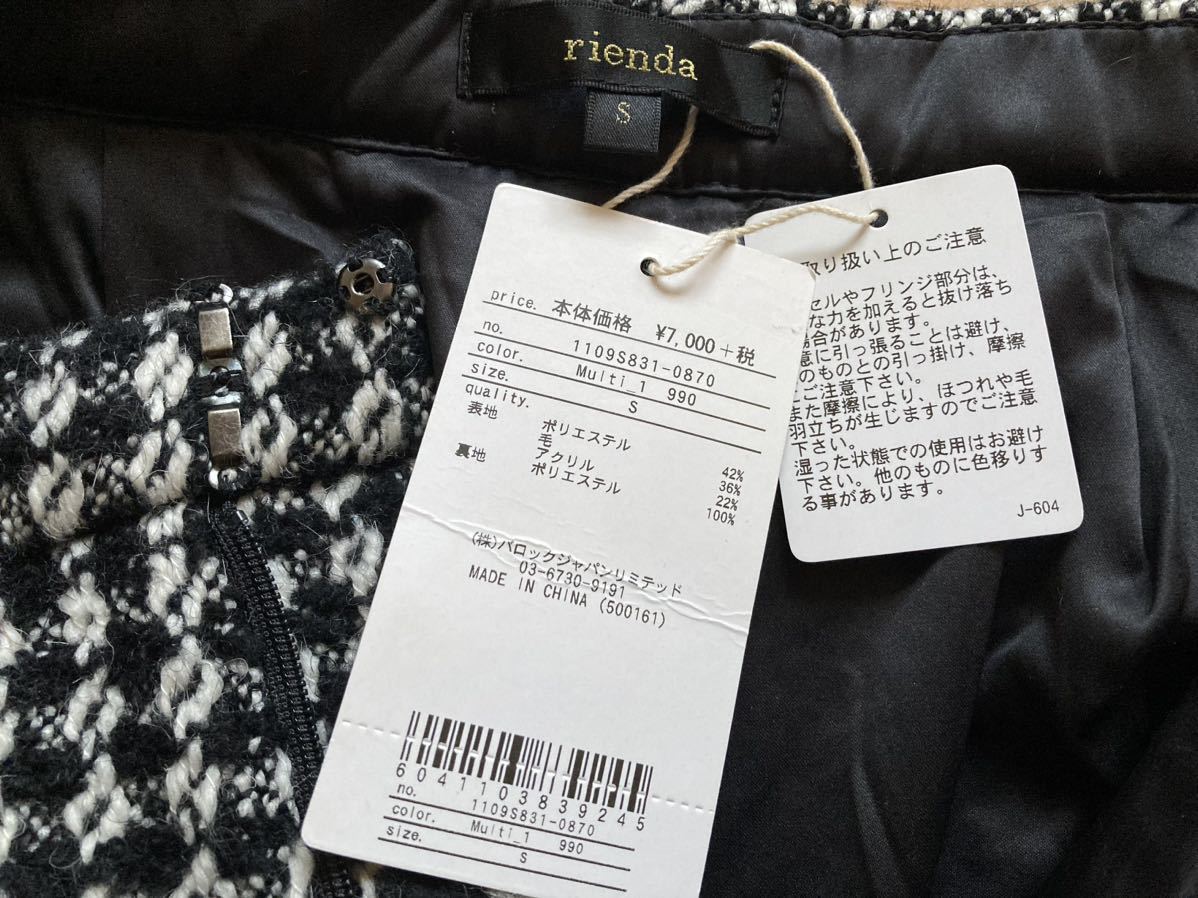 rienda
S
price. 本体価格 ¥7,000+税
no. 1109S831-0870
color. Multi_1 990
size. S
quality.
表地 ポリエステル 42%
毛 36%
アクリル 22%
裏地 ポリエステル 100%
(株)バロックジャパンリミテッド
03-6730-9191
MADE IN CHINA (500161)
6041103839245
no. 1109S831-0870
color. Multi_1 990
size. S
取り扱い上のご注意
セルやフリンジ部分は、
な力を加えると抜け落ち
場合があります。
意に引っ張ることは避け、
のものとの引っ掛け、摩擦
にご注意下さい。
また摩擦により、ほつれや毛
羽立ちが生じますのでご注意
下さい。
湿った状態での使用はお避け
下さい。他のものに色移りす
る事があります。
J-604